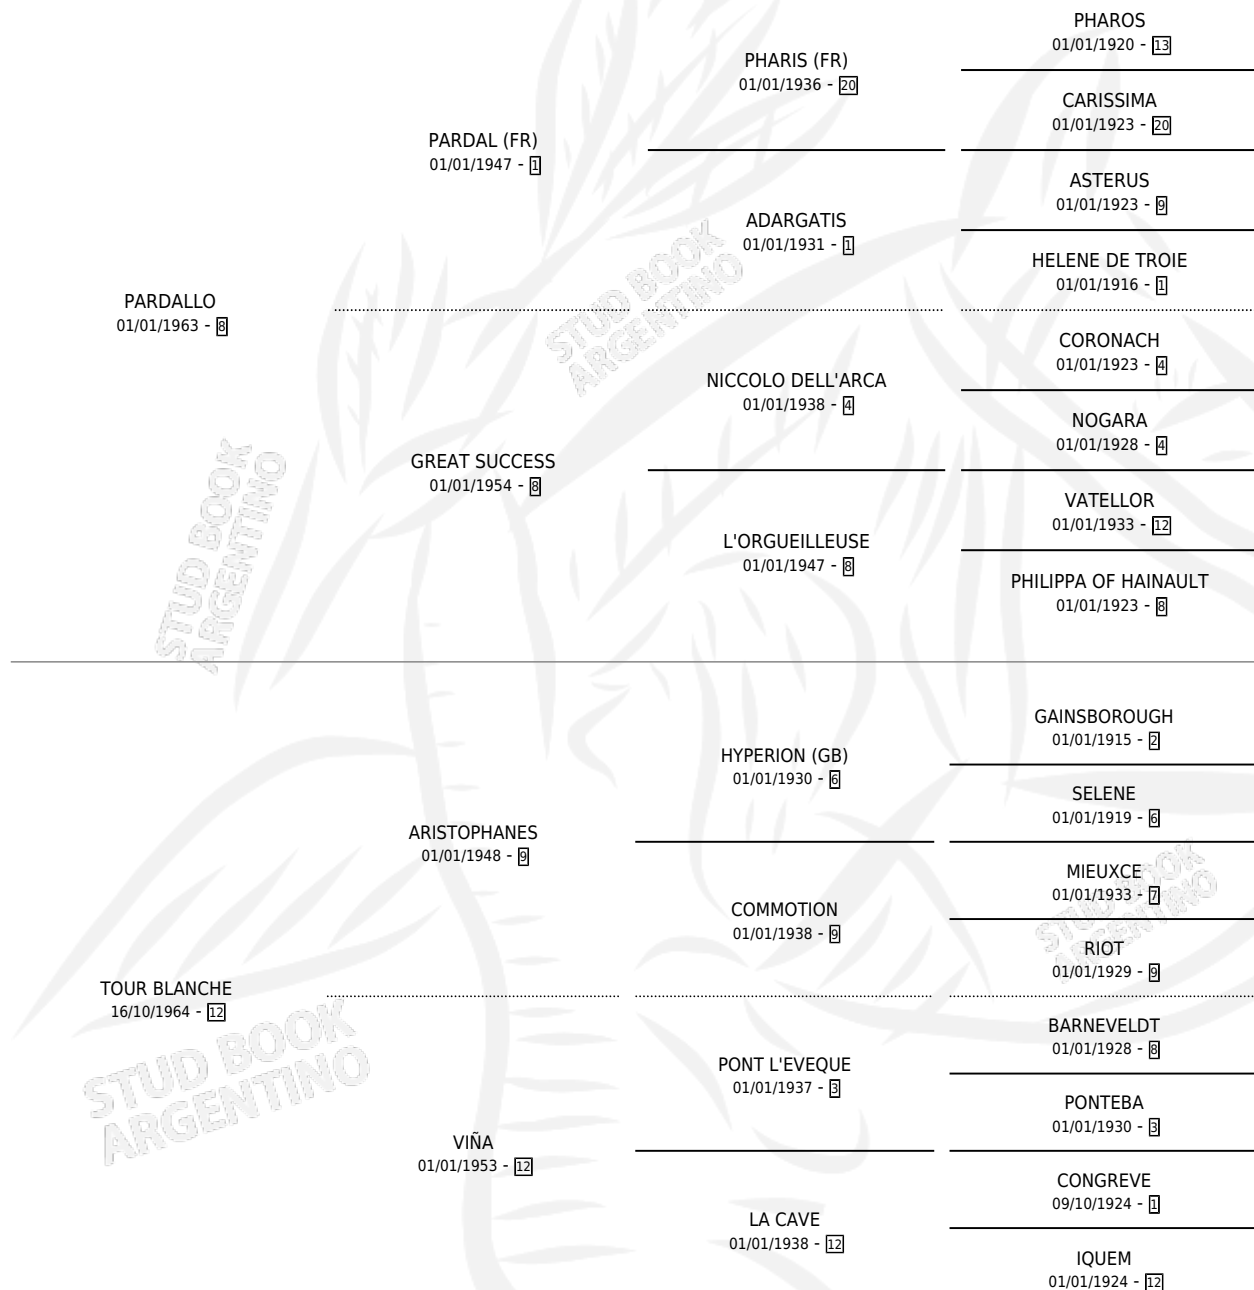 PHAROS
01/01/1920 - 13
PHARIS (FR)
01/01/1936 - 20
CARISSIMA
01/01/1923 - 20
PARDAL (FR)
01/01/1947 - 1
ASTERUS
01/01/1923 - 9
ADARGATIS
01/01/1931 - 1
HELENE DE TROIE
01/01/1916 - 1
PARDALLO
01/01/1963 - 8
STUD BOOK
ARGENTINO
CORONACH
01/01/1923 - 4
NICCOLO DELL'ARCA
01/01/1938 - 4
NOGARA
01/01/1928 - 4
GREAT SUCCESS
01/01/1954 - 8
VATELLOR
01/01/1933 - 12
L'ORGUEILLEUSE
01/01/1947 - 8
PHILIPPA OF HAINAULT
01/01/1923 - 8
STUD BOOK
ARGENTINO
GAINSBOROUGH
01/01/1915 - 2
HYPERION (GB)
01/01/1930 - 6
SELENE
01/01/1919 - 6
ARISTOPHANES
01/01/1948 - 9
MIEUXCE
01/01/1933 - 7
COMMOTION
01/01/1938 - 9
STUD BOOK
ARGENTINO
RIOT
01/01/1929 - 9
TOUR BLANCHE
16/10/1964 - 12
STUD BOOK
ARGENTINO
BARNEVELDT
01/01/1928 - 8
PONT L'EVEQUE
01/01/1937 - 3
PONTEBA
01/01/1930 - 3
VIÑA
01/01/1953 - 12
CONGREVE
09/10/1924 - 1
LA CAVE
01/01/1938 - 12
IQUEM
01/01/1924 - 12